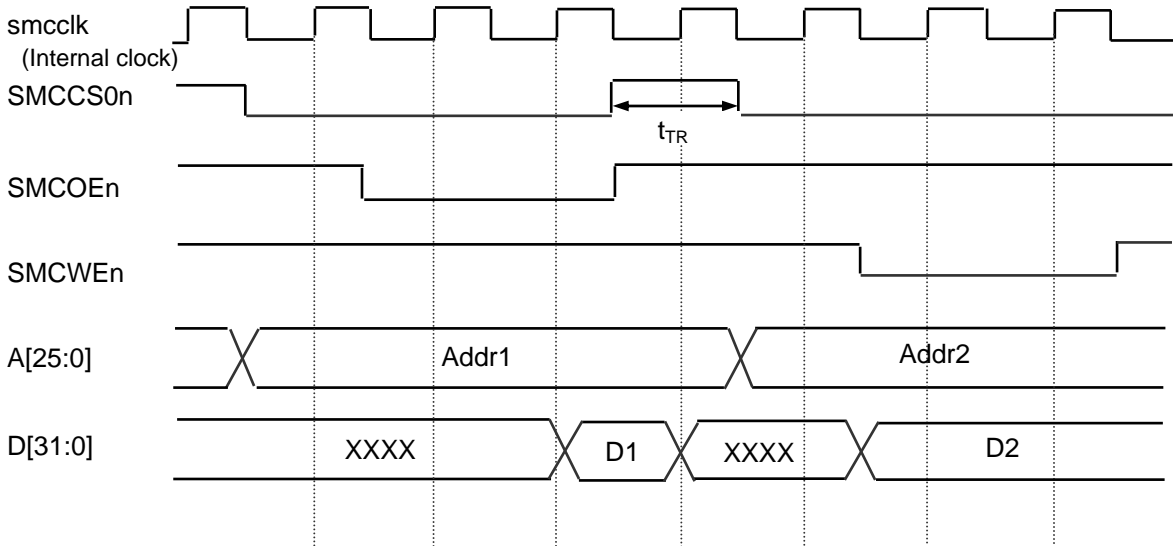 smcclk
(Internal clock)
SMCCS0n
tTR
SMCOEn
SMCWEn
A[25:0]
Addr1
Addr2
D[31:0]
XXXX
D1
XXXX
D2